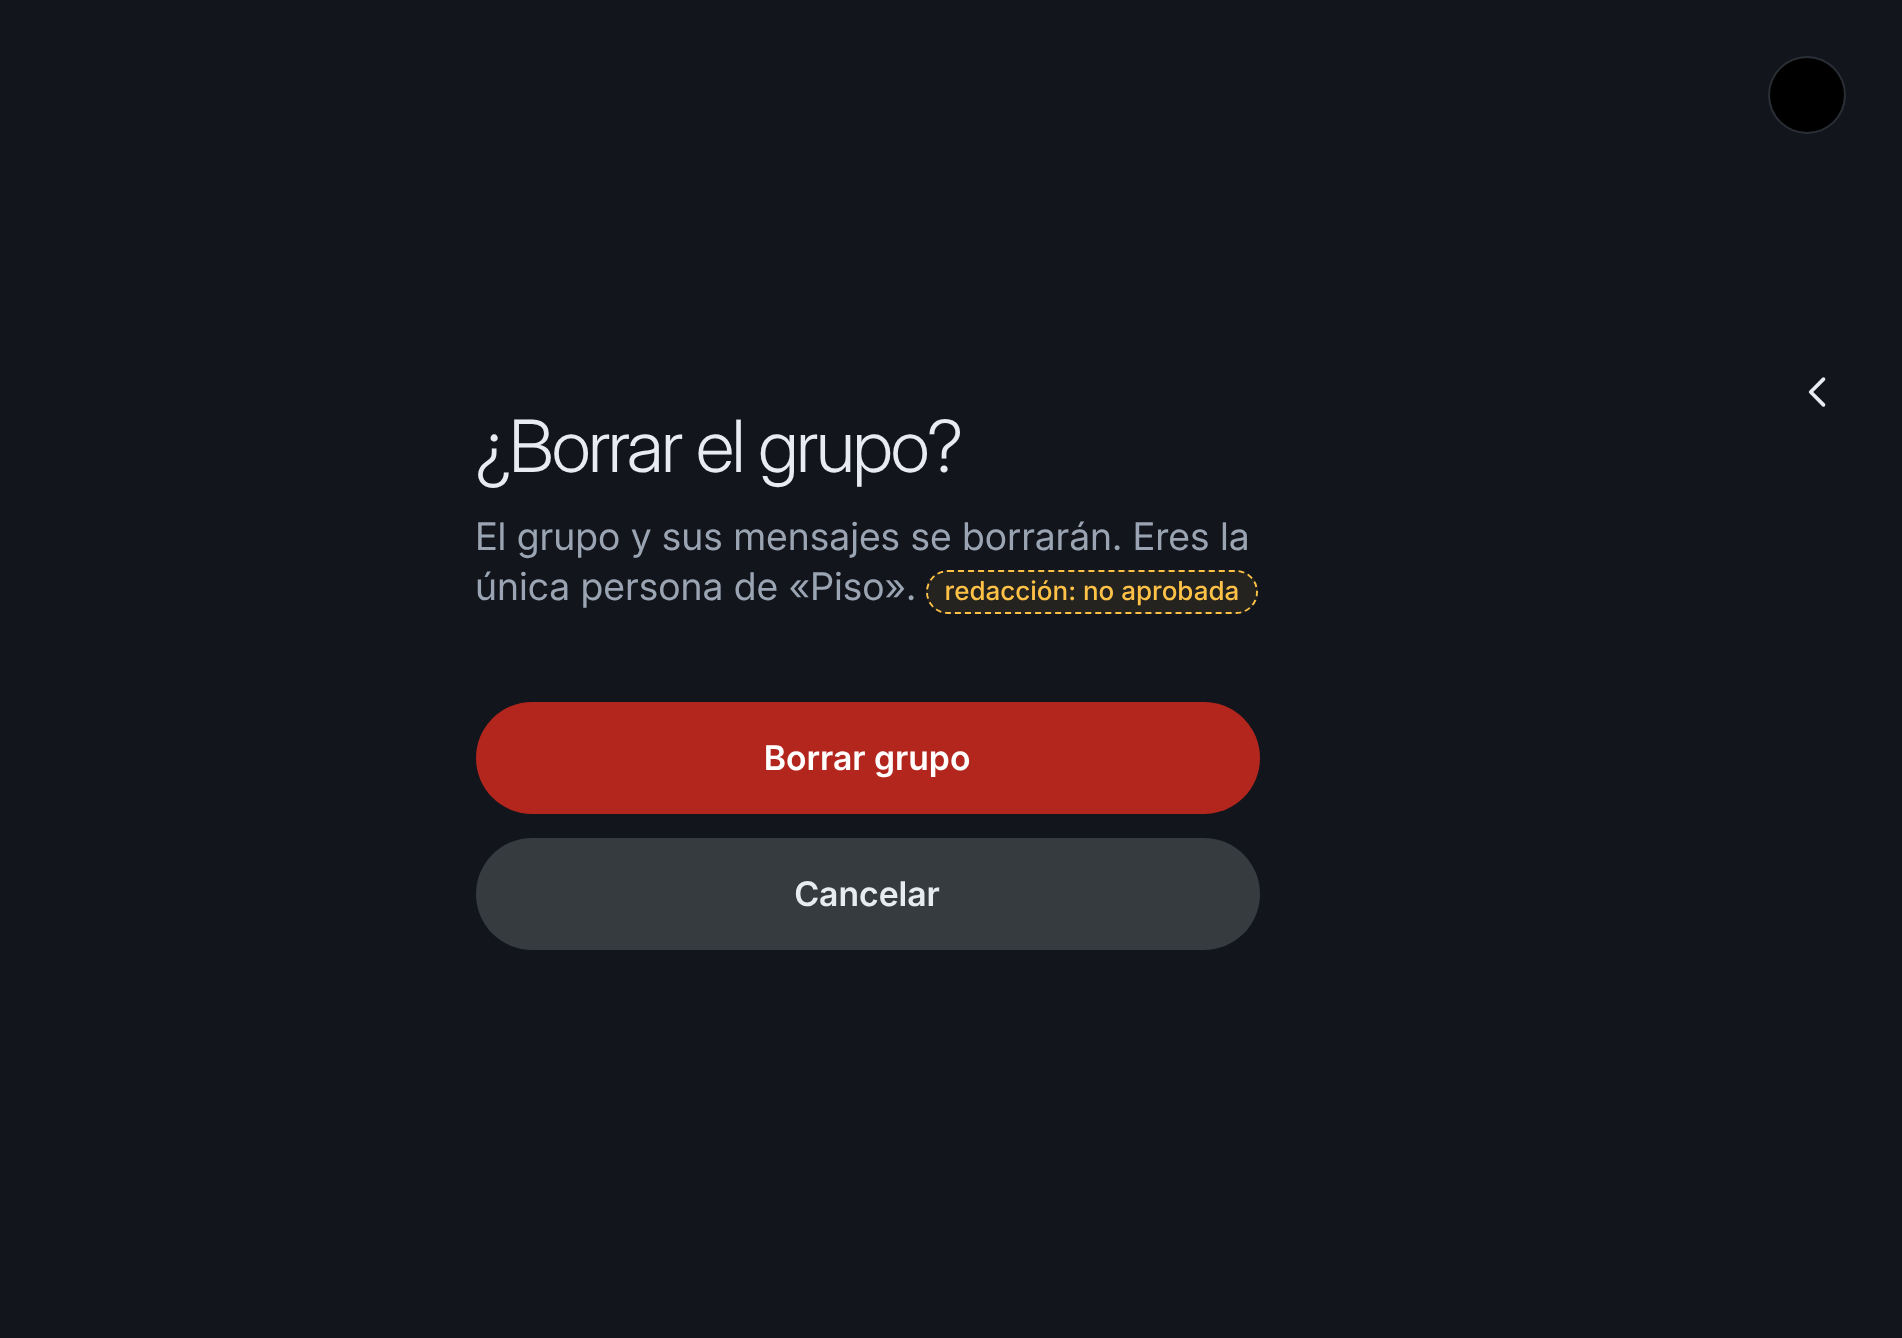 ¿Borrar el grupo?
El grupo y sus mensajes se borrarán. Eres la
única persona de «Piso». redacción: no aprobada
Borrar grupo
Cancelar